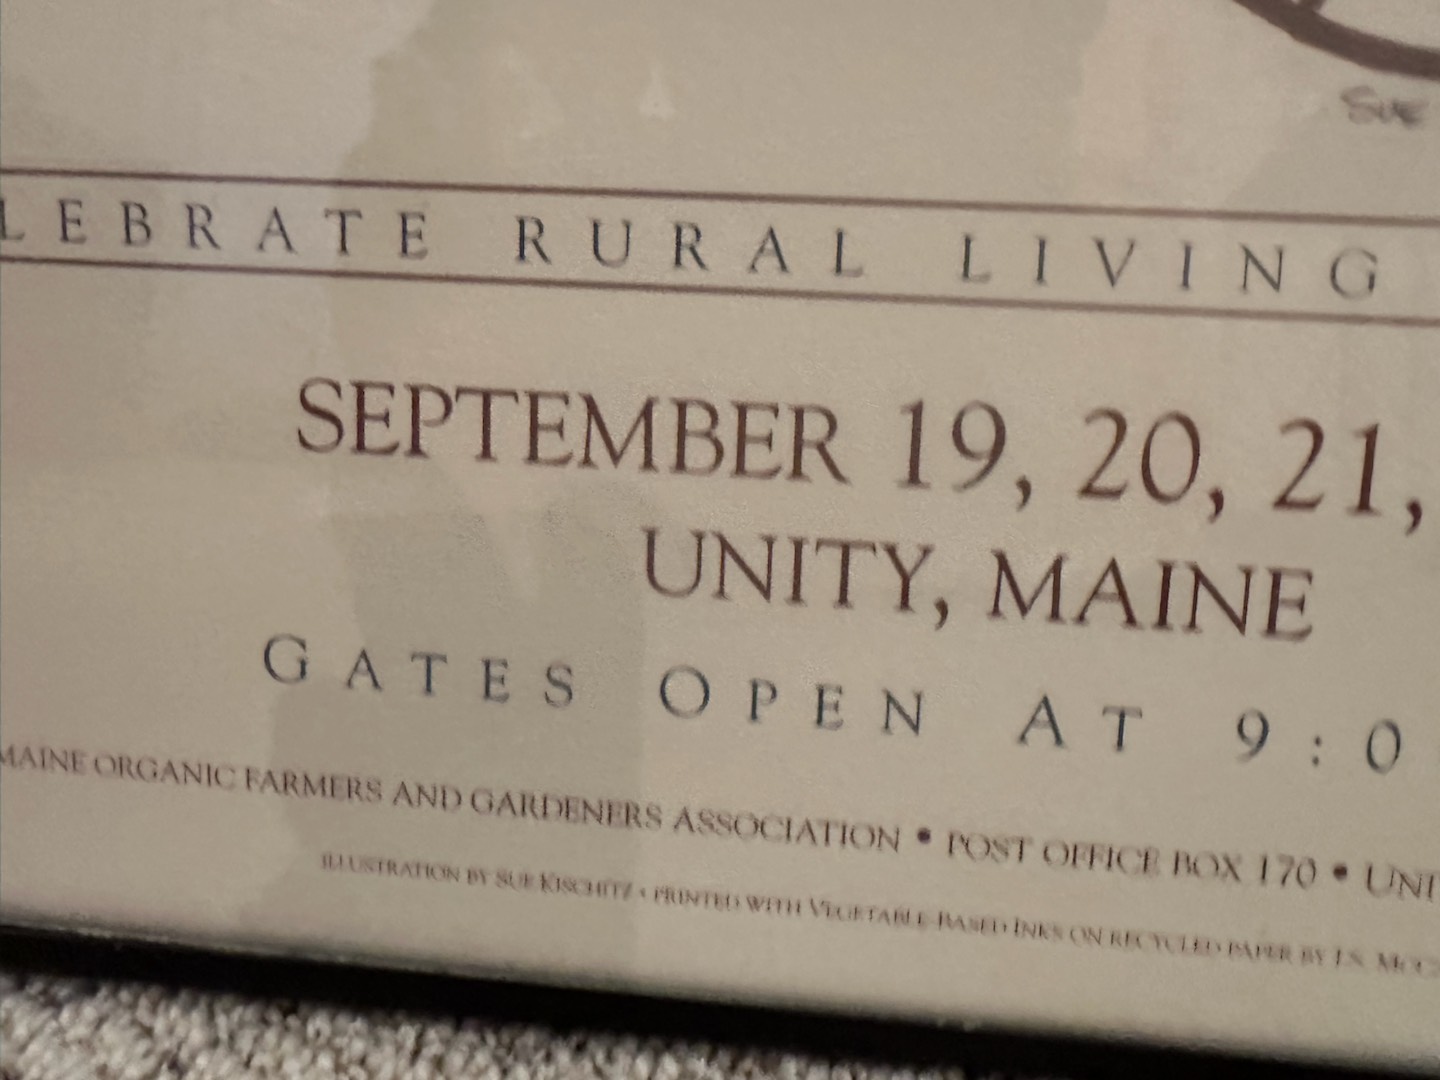 SUE
LEBRATE RURAL LIVING
SEPTEMBER 19, 20, 21,
UNITY, MAINE
GATES OPEN AT 9:0
MAINE ORGANIC FARMERS AND GARDENERS ASSOCIATION • POST OFFICE BOX 170 • UNI
ILLUSTRATION BY SUE KISCHITZ • PRINTED WITH VEGETABLE-BASED INKS ON RECYCLED PAPER BY J.S. MCC